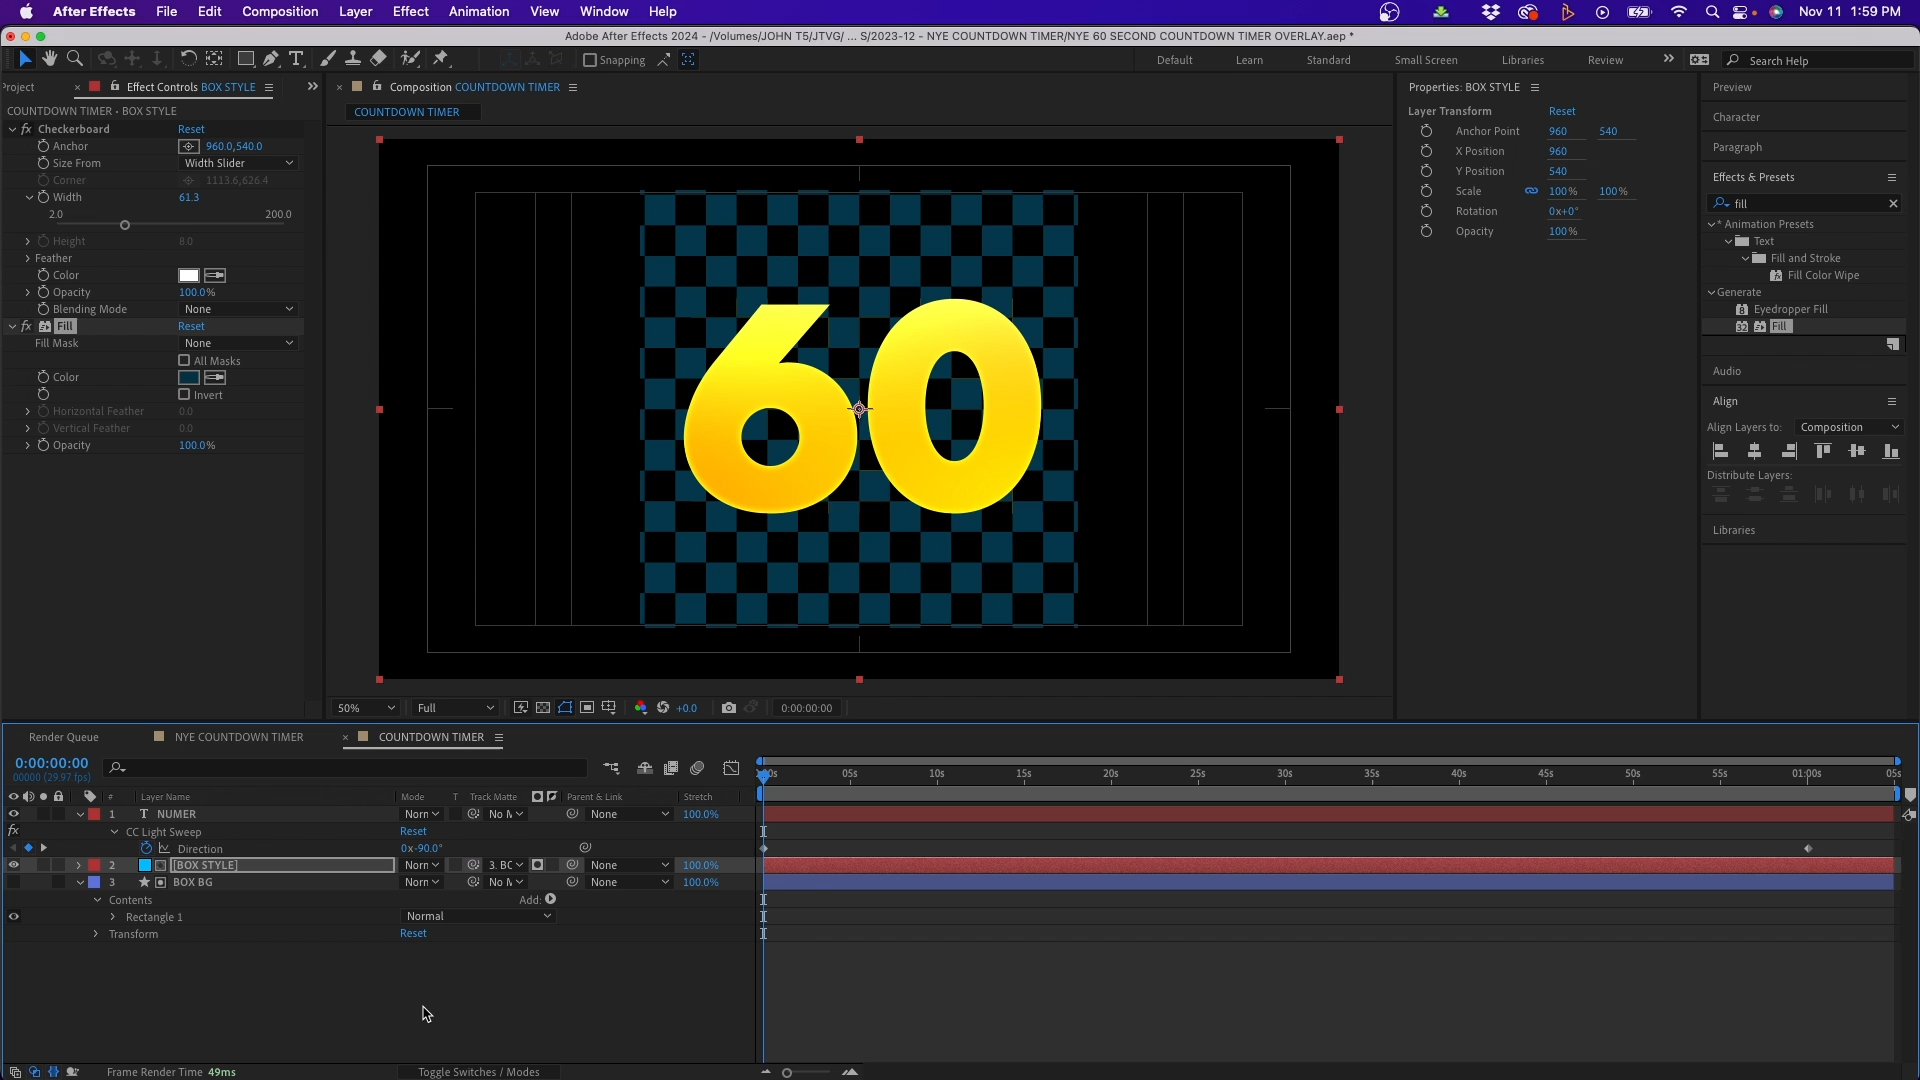 After Effects File Edit Composition Layer Effect Animation View Window Help Nov 11 1:59 PM
Adobe After Effects 2024 - /Volumes/JOHN T5/JTVG/ ... S/2023-12 - NYE COUNTDOWN TIMER/NYE 60 SECOND COUNTDOWN TIMER OVERLAY.aep *
Snapping Default Learn Standard Small Screen Libraries Review Search Help
Project Effect Controls BOX STYLE
COUNTDOWN TIMER • BOX STYLE
fx Checkerboard Reset
Anchor 960.0,540.0
Size From Width Slider
Corner 1113.6,626.4
Width 61.3
2.0 200.0
Height 8.0
Feather
Color
Opacity 100.0%
Blending Mode None
fx Fill Reset
Fill Mask None
All Masks
Color
Invert
Horizontal Feather 0.0
Vertical Feather 0.0
Opacity 100.0%
Composition COUNTDOWN TIMER
COUNTDOWN TIMER
60
50% Full +0.0 0:00:00:00
Properties: BOX STYLE
Layer Transform Reset
Anchor Point 960 540
X Position 960
Y Position 540
Scale 100% 100%
Rotation 0x+0°
Opacity 100%
Preview
Character
Paragraph
Effects & Presets
fill
* Animation Presets
Text
Fill and Stroke
Fill Color Wipe
Generate
Eyedropper Fill
32 Fill
Audio
Align
Align Layers to: Composition
Distribute Layers:
Libraries
Render Queue NYE COUNTDOWN TIMER COUNTDOWN TIMER
0:00:00:00
00000 (29.97 fps)
05s 10s 15s 20s 25s 30s 35s 40s 45s 50s 55s 01:00s 05s
# Layer Name Mode T Track Matte Parent & Link Stretch
1 T NUMER Norn No M None 100.0%
fx CC Light Sweep Reset
Direction 0x-90.0°
2 [BOX STYLE] Norn 3. BC None 100.0%
3 BOX BG Norn No M None 100.0%
Contents Add:
Rectangle 1 Normal
Transform Reset
Frame Render Time 49ms Toggle Switches / Modes